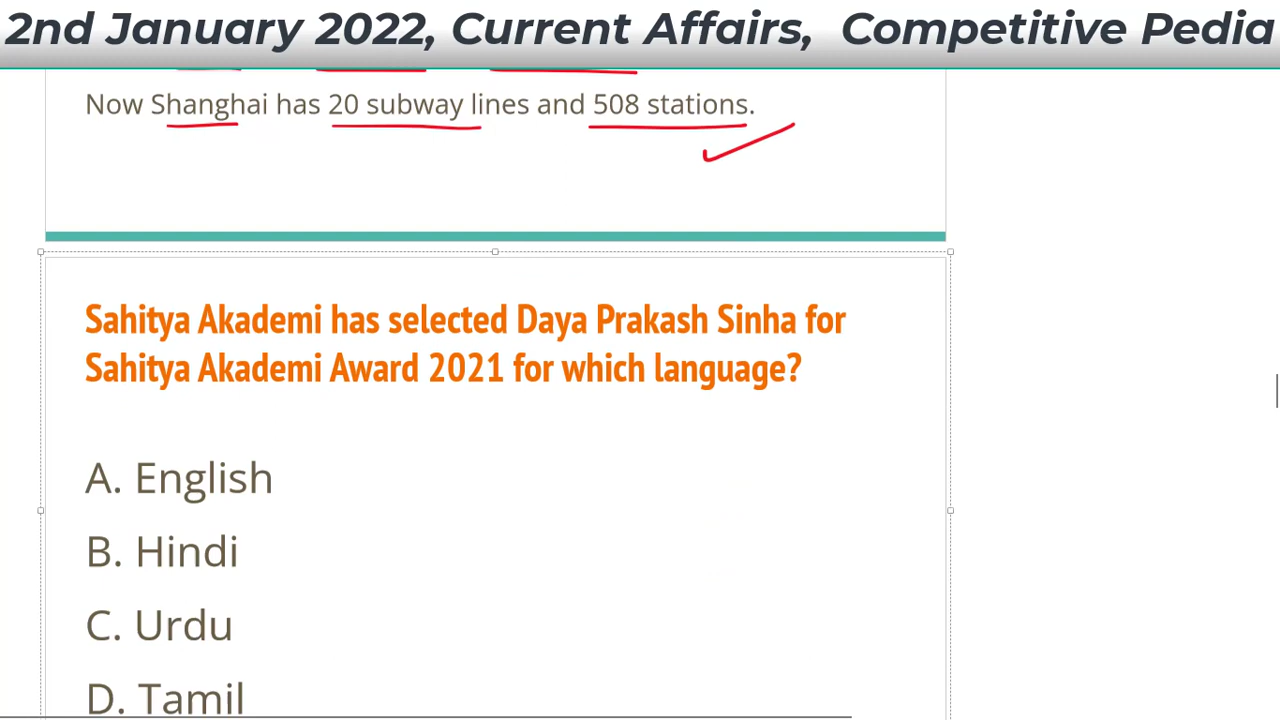 2nd January 2022, Current Affairs, Competitive Pedia
Now Shanghai has 20 subway lines and 508 stations.
Sahitya Akademi has selected Daya Prakash Sinha for
Sahitya Akademi Award 2021 for which language?
A. English
B. Hindi
C. Urdu
D. Tamil